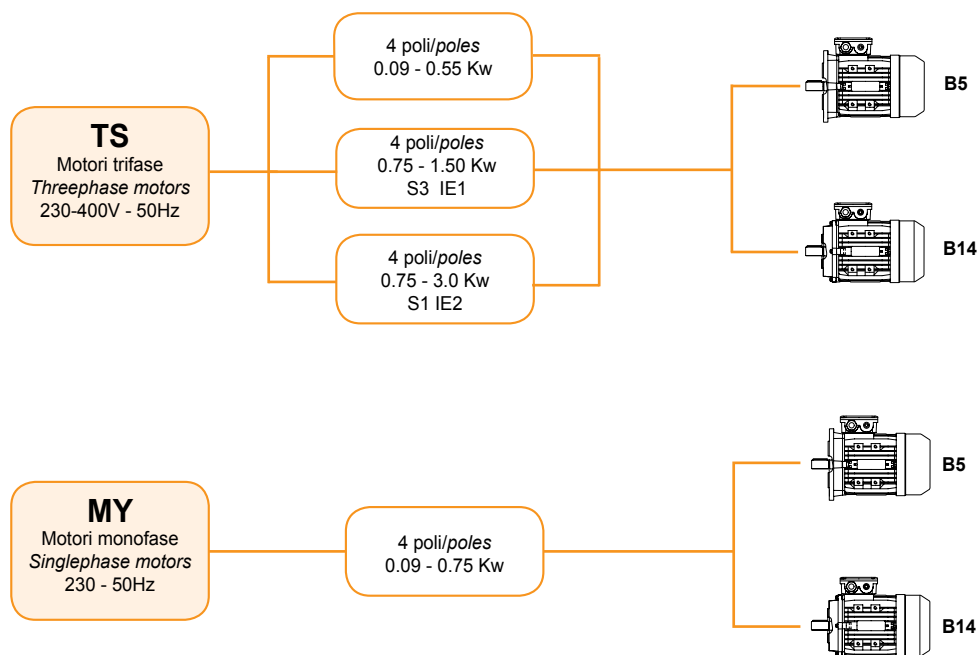 4 poli/poles
0.09 - 0.55 Kw
TS
Motori trifase
Threephase motors
230-400V - 50Hz
4 poli/poles
0.75 - 1.50 Kw
S3 IE1
4 poli/poles
0.75 - 3.0 Kw
S1 IE2
B5
B14
MY
Motori monofase
Singlephase motors
230 - 50Hz
4 poli/poles
0.09 - 0.75 Kw
B5
B14